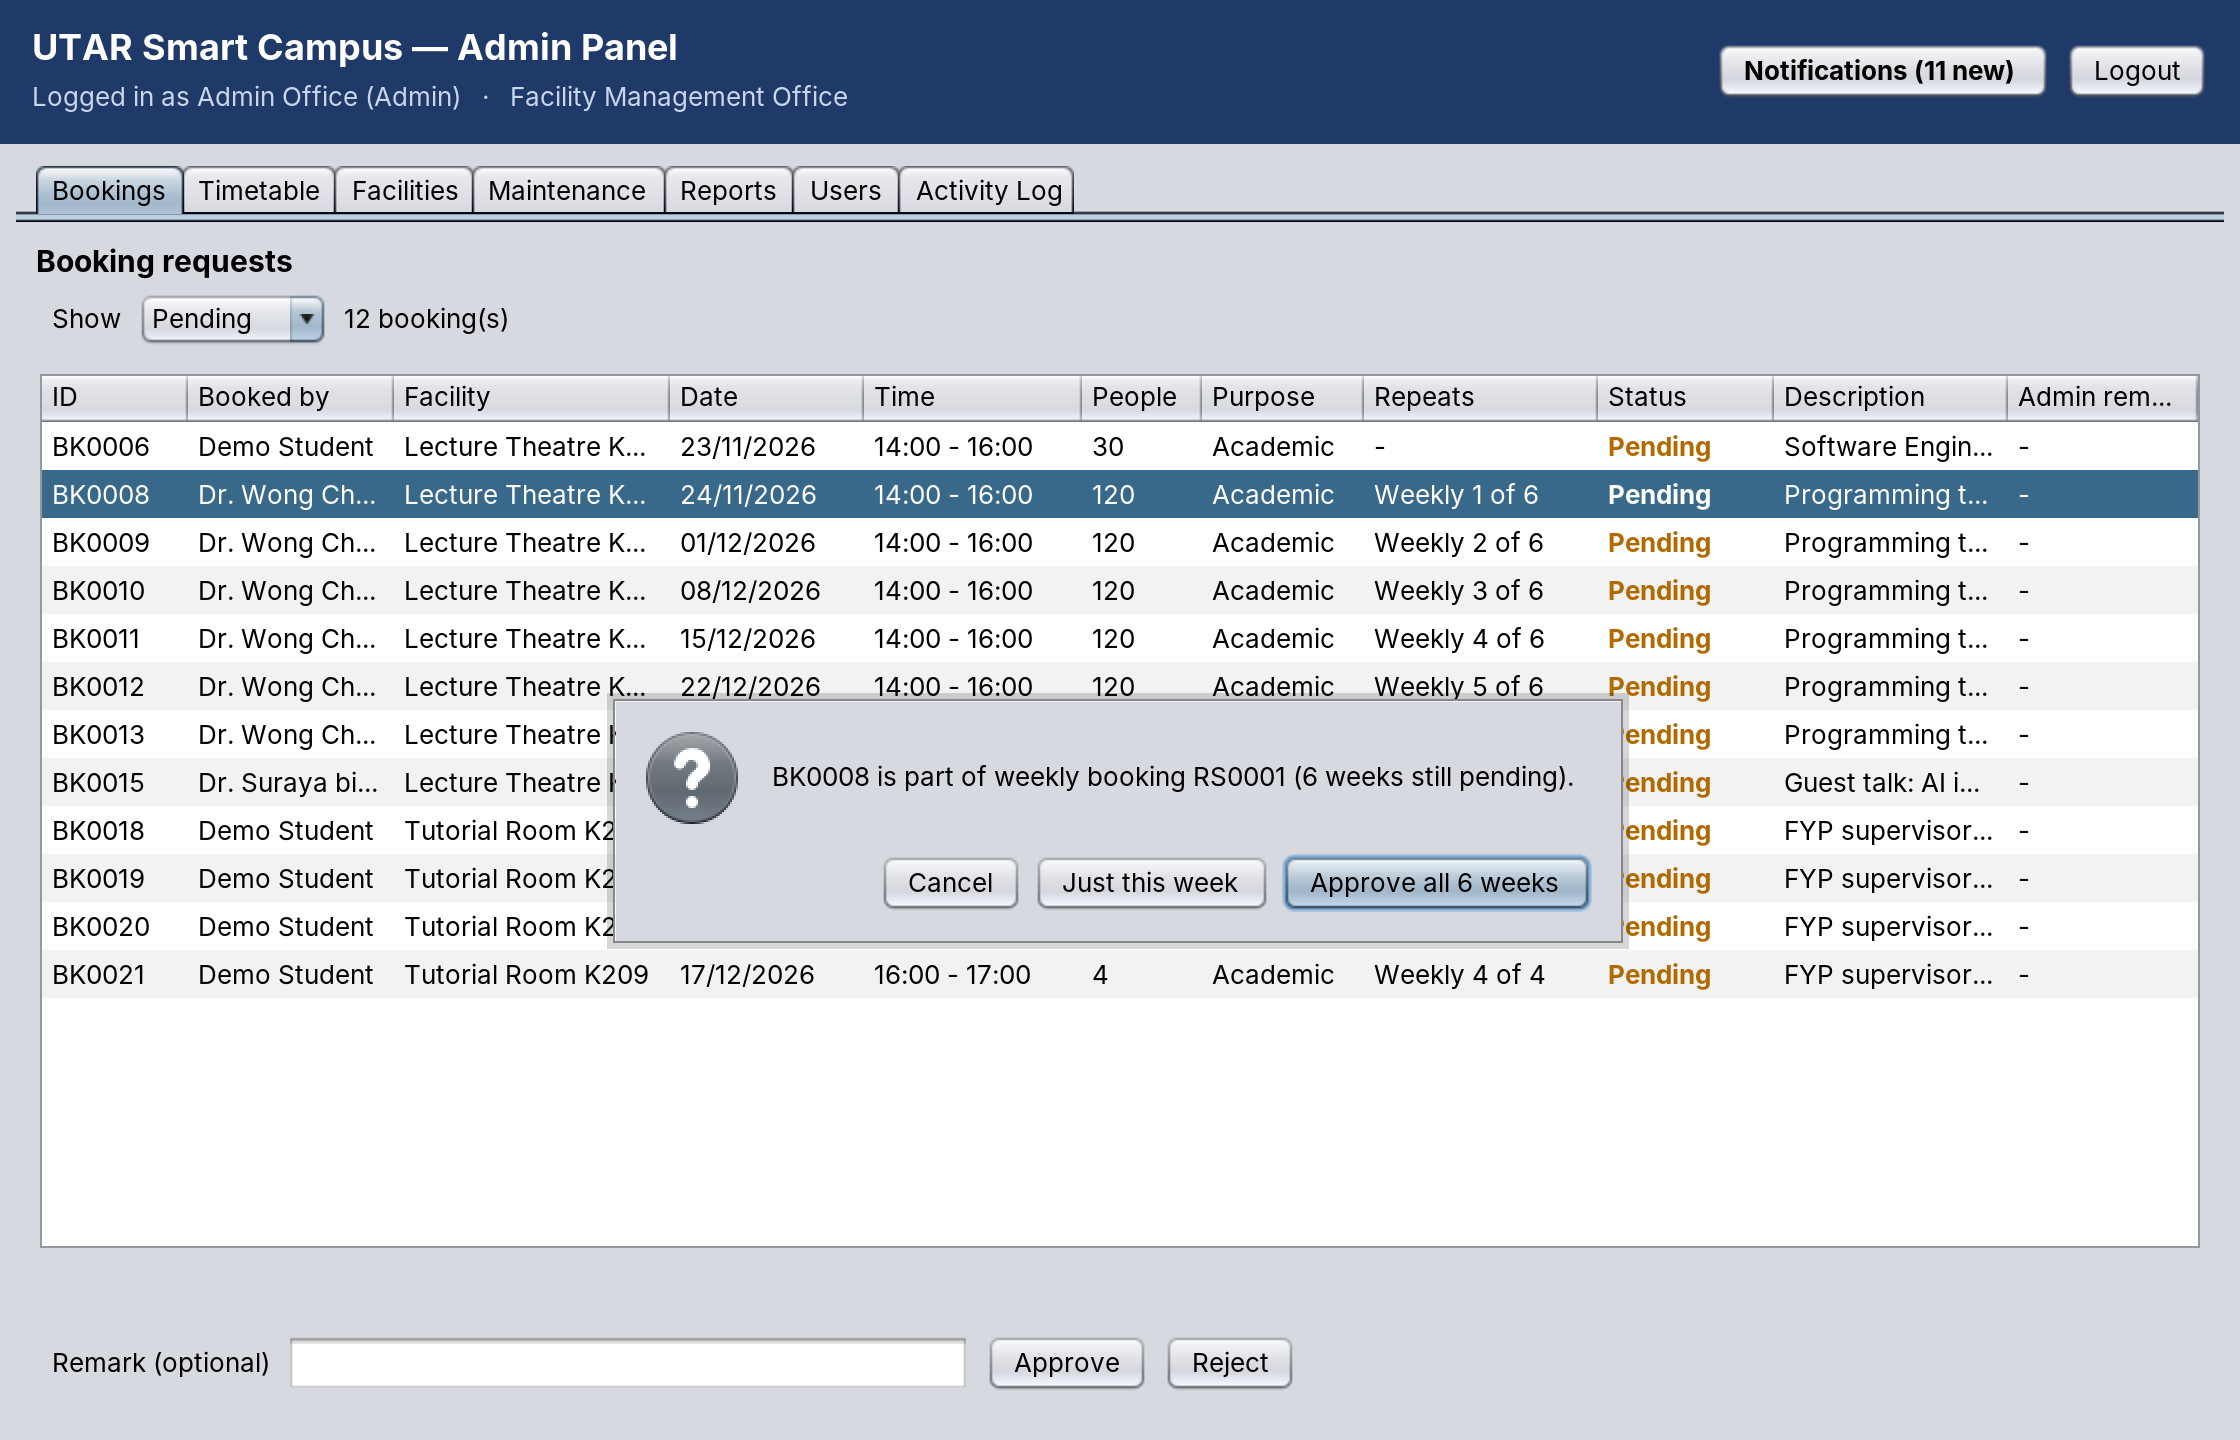 UTAR Smart Campus — Admin Panel
Logged in as Admin Office (Admin) · Facility Management Office
Notifications (11 new) Logout
Bookings Timetable Facilities Maintenance Reports Users Activity Log
Booking requests
Show Pending 12 booking(s)
ID Booked by Facility Date Time People Purpose Repeats Status Description Admin rem...
BK0006 Demo Student Lecture Theatre K... 23/11/2026 14:00 - 16:00 30 Academic - Pending Software Engin... -
BK0008 Dr. Wong Ch... Lecture Theatre K... 24/11/2026 14:00 - 16:00 120 Academic Weekly 1 of 6 Pending Programming t... -
BK0009 Dr. Wong Ch... Lecture Theatre K... 01/12/2026 14:00 - 16:00 120 Academic Weekly 2 of 6 Pending Programming t... -
BK0010 Dr. Wong Ch... Lecture Theatre K... 08/12/2026 14:00 - 16:00 120 Academic Weekly 3 of 6 Pending Programming t... -
BK0011 Dr. Wong Ch... Lecture Theatre K... 15/12/2026 14:00 - 16:00 120 Academic Weekly 4 of 6 Pending Programming t... -
BK0012 Dr. Wong Ch... Lecture Theatre K... 22/12/2026 14:00 - 16:00 120 Academic Weekly 5 of 6 Pending Programming t... -
BK0013 Dr. Wong Ch... Lecture Theatre Programming t... -
BK0015 Dr. Suraya bi... Lecture Theatre Guest talk: AI i... -
BK0018 Demo Student Tutorial Room K2 FYP supervisor... -
BK0019 Demo Student Tutorial Room K2 FYP supervisor... -
BK0020 Demo Student Tutorial Room K2 FYP supervisor... -
BK0021 Demo Student Tutorial Room K209 17/12/2026 16:00 - 17:00 4 Academic Weekly 4 of 4 Pending FYP supervisor... -
BK0008 is part of weekly booking RS0001 (6 weeks still pending).
Cancel Just this week Approve all 6 weeks
Remark (optional) Approve Reject